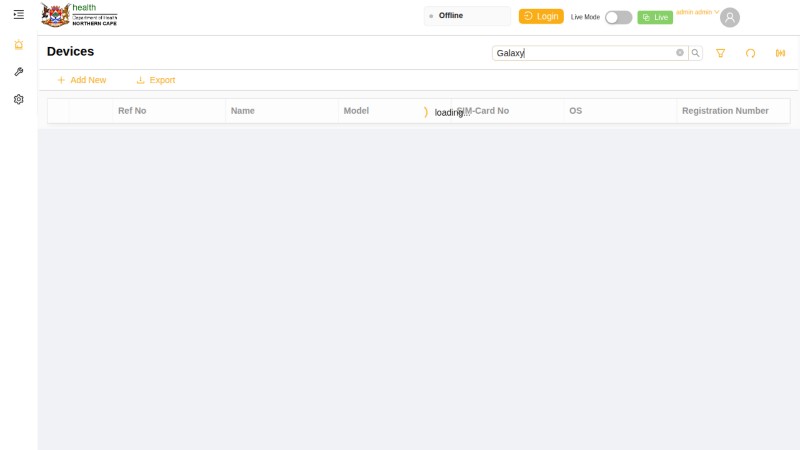 health
Department of Health
NORTHERN CAPE
Offline
Login
Live Mode
Live
admin admin
Devices
Galaxy
Add New
Export
Ref No
Name
Model
loading...
SIM-Card No
OS
Registration Number